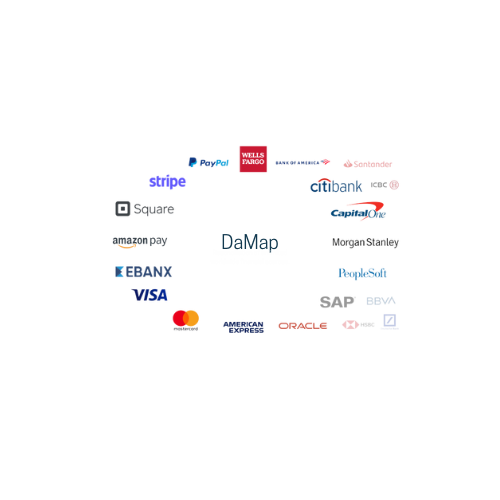 PayPal
WELLS
FARGO
BANK OF AMERICA
Santander
stripe
citibank
ICBC
Square
Capital One
amazon pay
DaMap
Morgan Stanley
EBANX
PeopleSoft
VISA
SAP
BBVA
mastercard
AMERICAN
EXPRESS
ORACLE
HSBC